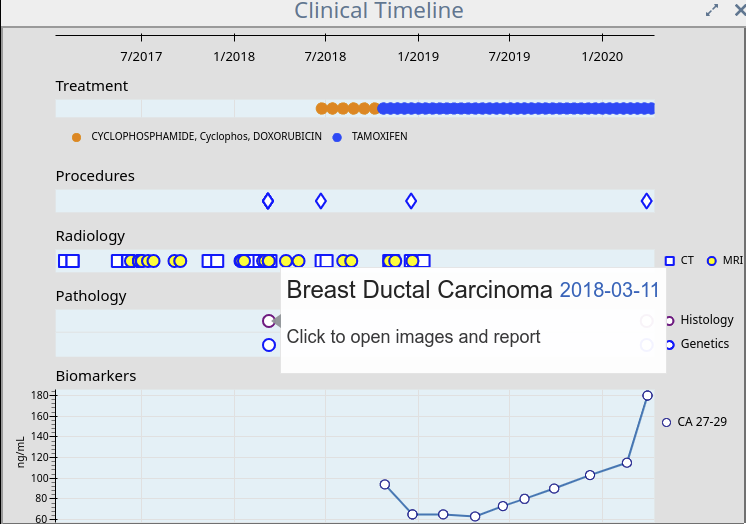 Clinical Timeline
7/2017 1/2018 7/2018 1/2019 7/2019 1/2020
Treatment
CYCLOPHOSPHAMIDE, Cyclophos, DOXORUBICIN TAMOXIFEN
Procedures
Radiology
CT MRI
Pathology
Breast Ductal Carcinoma 2018-03-11
Click to open images and report
Histology
Genetics
Biomarkers
ng/mL
180
160
140
120
100
80
60
CA 27-29